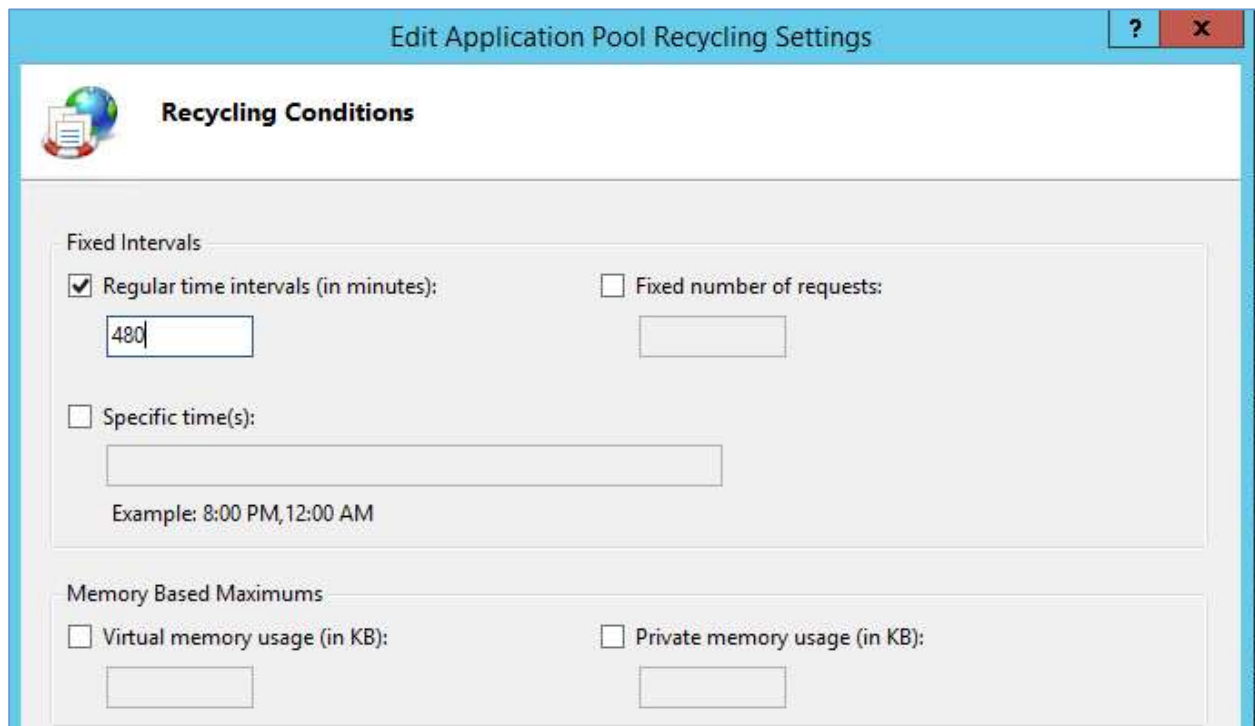 Edit Application Pool Recycling Settings
? x
Recycling Conditions
Fixed Intervals
Regular time intervals (in minutes): Fixed number of requests:
480
Specific time(s):
Example: 8:00 PM,12:00 AM
Memory Based Maximums
Virtual memory usage (in KB): Private memory usage (in KB):